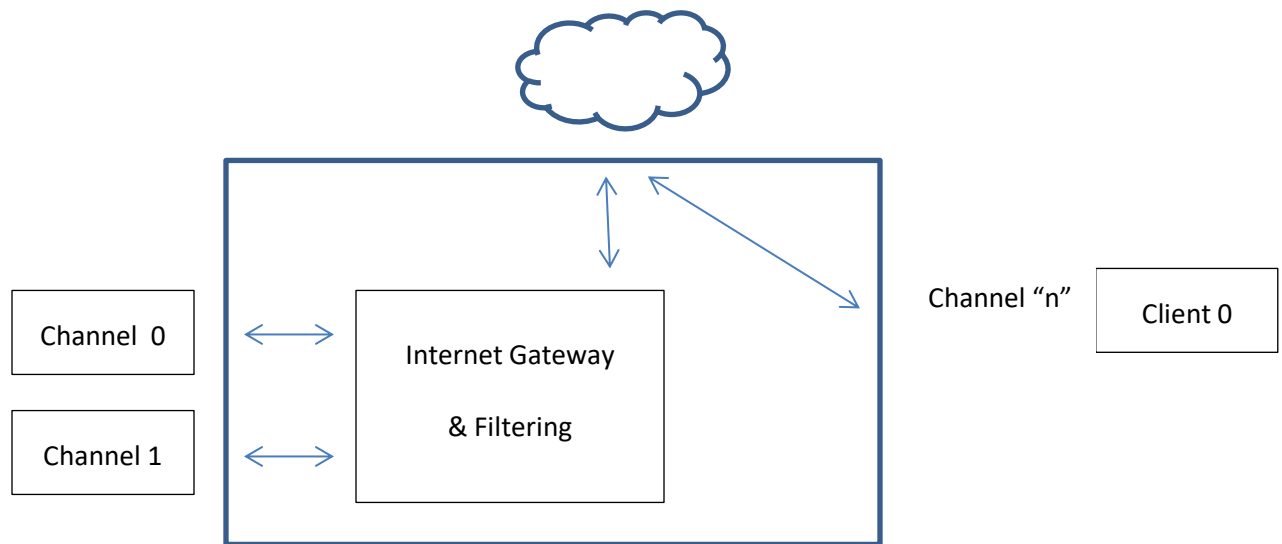 Channel “n”
Client 0
Channel  0
Internet Gateway
& Filtering
Channel 1